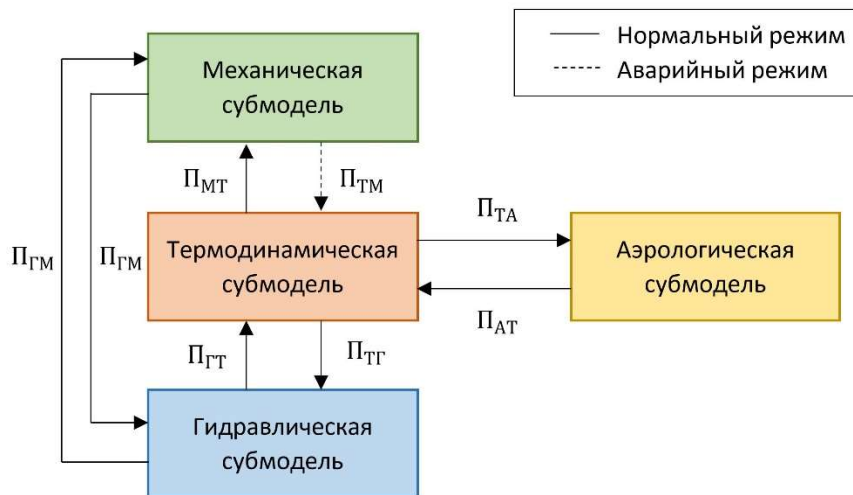 Нормальный режим
Аварийный режим
Механическая
субмодель
П_МТ
П_ТМ
П_ТА
Термодинамическая
субмодель
Аэрологическая
субмодель
П_ГМ
П_ГМ
П_АТ
П_ГТ
П_ТГ
Гидравлическая
субмодель